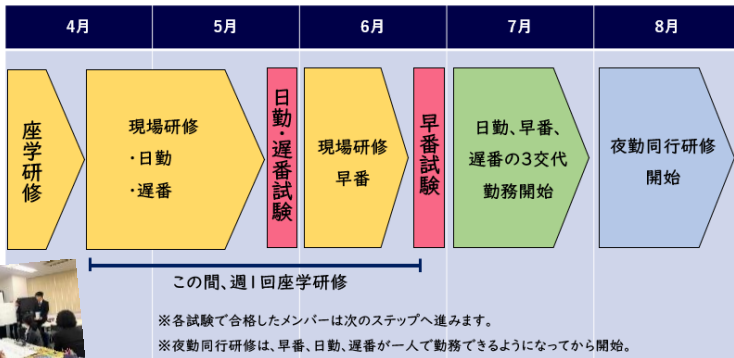 4月
5月
6月
7月
8月
座学研修
現場研修
・日勤
・遅番
日勤・遅番試験
現場研修
早番
早番試験
日勤、早番、
遅番の3交代
勤務開始
夜勤同行研修
開始
この間、週1回座学研修
※各試験で合格したメンバーは次のステップへ進みます。
※夜勤同行研修は、早番、日勤、遅番が一人で勤務できるようになってから開始。